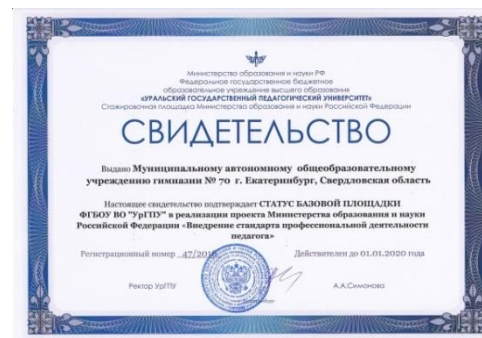 Министерство образования и науки РФ
Федеральное государственное бюджетное
образовательное учреждение высшего образования
«УРАЛЬСКИЙ ГОСУДАРСТВЕННЫЙ ПЕДАГОГИЧЕСКИЙ УНИВЕРСИТЕТ»
Стажировочная площадка Министерства образования и науки Российской Федерации
СВИДЕТЕЛЬСТВО
Выдано Муниципальному автономному общеобразовательному
учреждению гимназии № 70 г. Екатеринбург, Свердловская область
Настоящее свидетельство подтверждает СТАТУС БАЗОВОЙ ПЛОЩАДКИ
ФГБОУ ВО "УрГПУ" в реализации проекта Министерства образования и науки
Российской Федерации «Внедрение стандарта профессиональной деятельности
педагога»
Регистрационный номер 47/ Действителен до 01.01.2020 года
Ректор УрГПУ А.А.Симонова